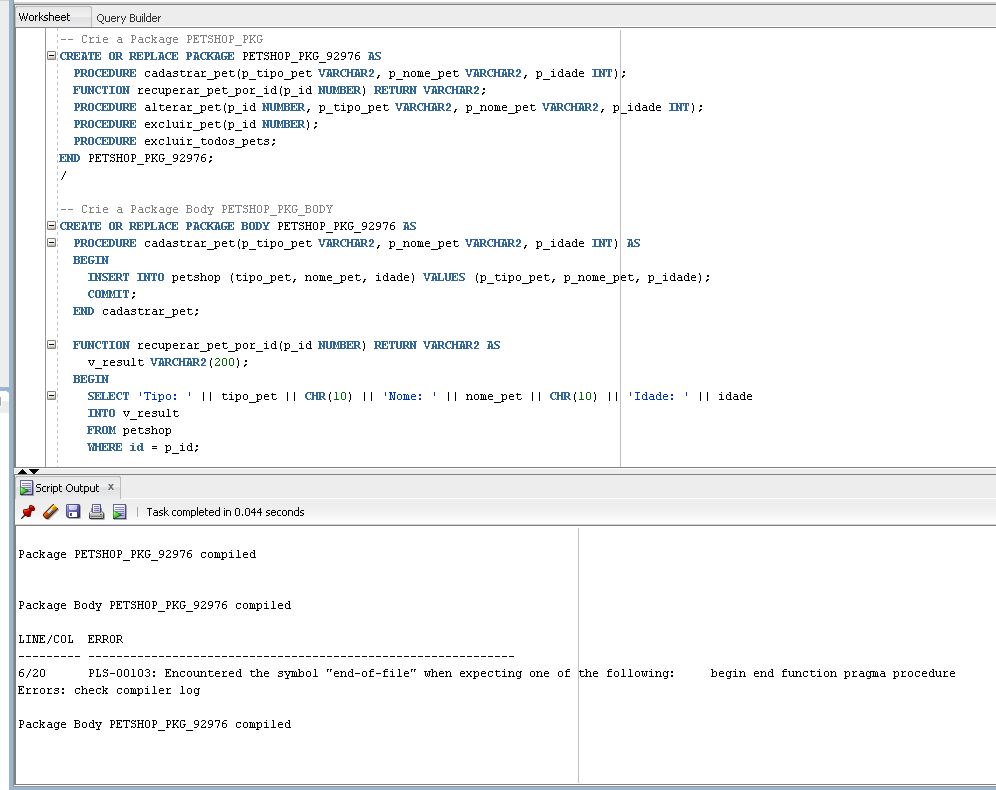 Worksheet Query Builder
-- Crie a Package PETSHOP_PKG
CREATE OR REPLACE PACKAGE PETSHOP_PKG_92976 AS
PROCEDURE cadastrar_pet(p_tipo_pet VARCHAR2, p_nome_pet VARCHAR2, p_idade INT);
FUNCTION recuperar_pet_por_id(p_id NUMBER) RETURN VARCHAR2;
PROCEDURE alterar_pet(p_id NUMBER, p_tipo_pet VARCHAR2, p_nome_pet VARCHAR2, p_idade INT);
PROCEDURE excluir_pet(p_id NUMBER);
PROCEDURE excluir_todos_pets;
END PETSHOP_PKG_92976;
/
-- Crie a Package Body PETSHOP_PKG_BODY
CREATE OR REPLACE PACKAGE BODY PETSHOP_PKG_92976 AS
PROCEDURE cadastrar_pet(p_tipo_pet VARCHAR2, p_nome_pet VARCHAR2, p_idade INT) AS
BEGIN
INSERT INTO petshop (tipo_pet, nome_pet, idade) VALUES (p_tipo_pet, p_nome_pet, p_idade);
COMMIT;
END cadastrar_pet;
FUNCTION recuperar_pet_por_id(p_id NUMBER) RETURN VARCHAR2 AS
v_result VARCHAR2(200);
BEGIN
SELECT 'Tipo: ' || tipo_pet || CHR(10) || 'Nome: ' || nome_pet || CHR(10) || 'Idade: ' || idade
INTO v_result
FROM petshop
WHERE id = p_id;
Script Output x
Task completed in 0.044 seconds
Package PETSHOP_PKG_92976 compiled
Package Body PETSHOP_PKG_92976 compiled
LINE/COL ERROR
--------- -------------------------------------------------------------
6/20 PLS-00103: Encountered the symbol "end-of-file" when expecting one of the following: begin end function pragma procedure
Errors: check compiler log
Package Body PETSHOP_PKG_92976 compiled